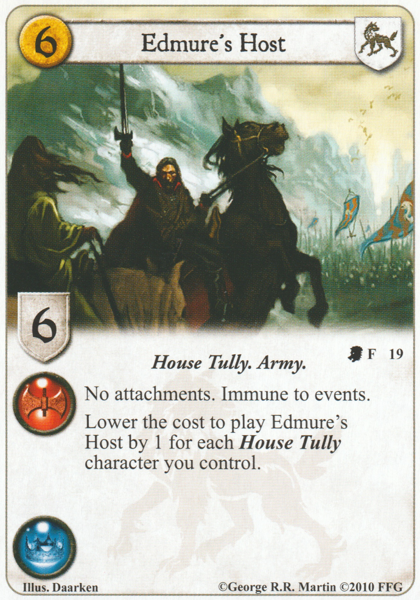 6
Edmure's Host
6
F 19
House Tully. Army.
No attachments. Immune to events.
Lower the cost to play Edmure's
Host by 1 for each House Tully
character you control.
Illus. Daarken
©George R.R. Martin ©2010 FFG